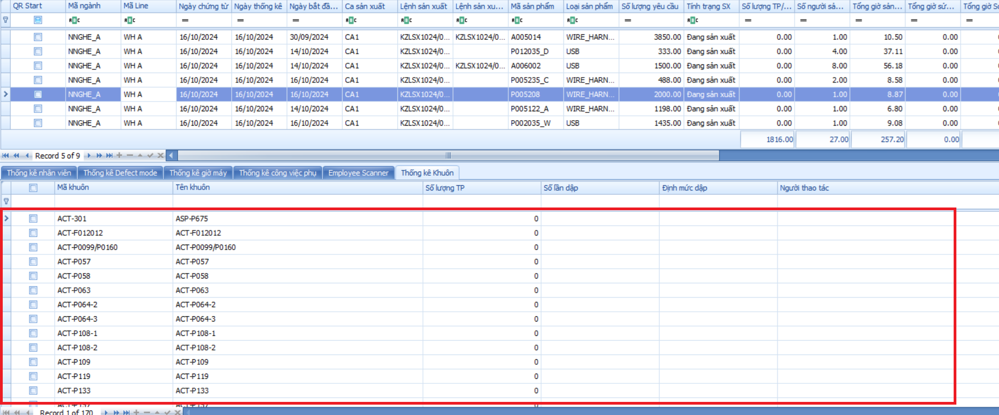 QR Start Mã ngành Mã Line Ngày chứng từ Ngày thống kê Ngày bắt đầ... Ca sản xuất Lệnh sản xuất Lệnh sản xu... Mã sản phẩm Loại sản phẩm Số lượng yêu cầu Tính trạng SX Số lượng TP/... Số người sả... Tổng giờ sản... Tổng giờ sử... Tổng giờ Sơ
ABC ABC = = = ABC ABC ABC ABC ABC = ABC = = = = =
NNGHE_A WH A 16/10/2024 16/10/2024 30/09/2024 CA1 KZLSX1024/0... KZLSX1024/0... A005014 WIRE_HARN... 3850.00 Đang sản xuất 0.00 1.00 10.50 0.00
NNGHE_A WH A 16/10/2024 16/10/2024 14/10/2024 CA1 KZLSX1024/0... P012035_D USB 333.00 Đang sản xuất 0.00 4.00 37.11 0.00
NNGHE_A WH A 16/10/2024 16/10/2024 14/10/2024 CA1 KZLSX1024/0... KZLSX1024/0... A006002 USB 1500.00 Đang sản xuất 0.00 8.00 56.18 0.00
NNGHE_A WH A 16/10/2024 16/10/2024 16/10/2024 CA1 KZLSX1024/0... P005235_C WIRE_HARN... 488.00 Đang sản xuất 0.00 2.00 8.58 0.00
NNGHE_A WH A 16/10/2024 16/10/2024 16/10/2024 CA1 KZLSX1024/0... P005208 WIRE_HARN... 2000.00 Đang sản xuất 0.00 1.00 8.87 0.00
NNGHE_A WH A 16/10/2024 16/10/2024 14/10/2024 CA1 KZLSX1024/0... P005122_A WIRE_HARN... 1198.00 Đang sản xuất 0.00 1.00 6.80 0.00
NNGHE_A WH A 16/10/2024 16/10/2024 16/10/2024 CA1 KZLSX1024/0... P002035_W USB 1435.00 Đang sản xuất 0.00 1.00 9.08 0.00
1816.00 27.00 257.20 0.00
Record 5 of 9
Thống kê nhân viên Thống kê Defect mode Thống kê giờ máy Thống kê công việc phụ Employee Scanner Thống kê Khuôn
Mã khuôn Tên khuôn Số lượng TP Số lần dập Định mức dập Người thao tác
ACT-301 ASP-P675 0
ACT-F012012 ACT-F012012 0
ACT-P0099/P0160 ACT-P0099/P0160 0
ACT-P057 ACT-P057 0
ACT-P058 ACT-P058 0
ACT-P063 ACT-P063 0
ACT-P064-2 ACT-P064-2 0
ACT-P064-3 ACT-P064-3 0
ACT-P108-1 ACT-P108-1 0
ACT-P108-2 ACT-P108-2 0
ACT-P109 ACT-P109 0
ACT-P119 ACT-P119 0
ACT-P133 ACT-P133 0
Record 1 of 170